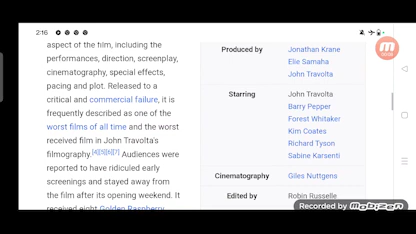 2:16
aspect of the film, including the
performances, direction, screenplay,
cinematography, special effects,
pacing and plot. Released to a
critical and commercial failure, it is
frequently described as one of the
worst films of all time and the worst
received film in John Travolta's
filmography.[4][5][6][7] Audiences were
reported to have ridiculed early
screenings and stayed away from
the film after its opening weekend. It
received eight Golden Raspberry
Produced by
Jonathan Krane
Elie Samaha
John Travolta
Starring
John Travolta
Barry Pepper
Forest Whitaker
Kim Coates
Richard Tyson
Sabine Karsenti
Cinematography
Giles Nuttgens
Edited by
Robin Russelle
Recorded by mobizen